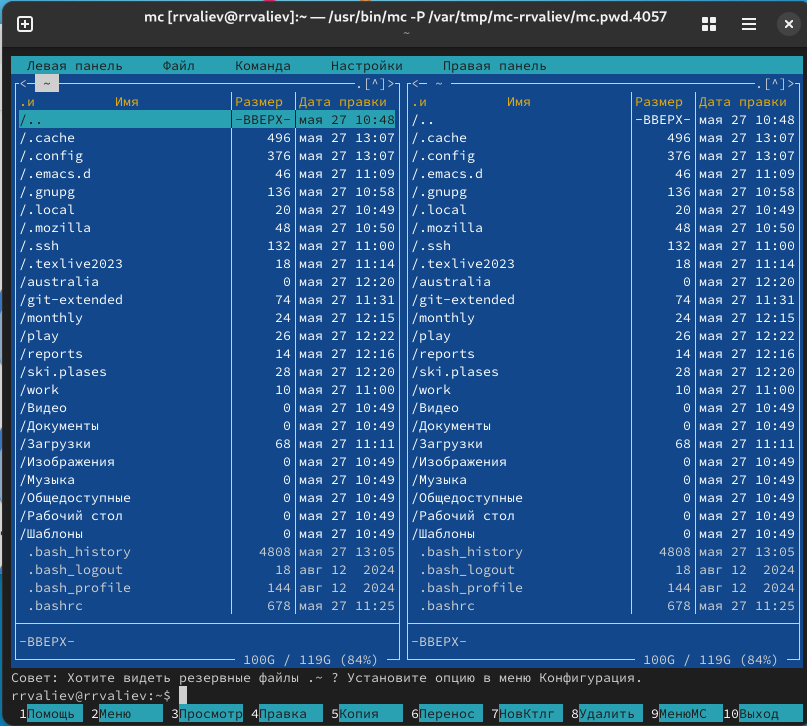 mc [rrvaliev@rrvaliev]:~ — /usr/bin/mc -P /var/tmp/mc-rrvaliev/mc.pwd.4057
~
Левая панель Файл Команда Настройки Правая панель
<— ~ .[^]> <— ~ .[^]>
.и Имя Размер Дата правки .и Имя Размер Дата правки
/.. -ВВЕРХ- мая 27 10:48 /.. -ВВЕРХ- мая 27 10:48
/.cache 496 мая 27 13:07 /.cache 496 мая 27 13:07
/.config 376 мая 27 13:07 /.config 376 мая 27 13:07
/.emacs.d 46 мая 27 11:09 /.emacs.d 46 мая 27 11:09
/.gnupg 136 мая 27 10:58 /.gnupg 136 мая 27 10:58
/.local 20 мая 27 10:49 /.local 20 мая 27 10:49
/.mozilla 48 мая 27 10:50 /.mozilla 48 мая 27 10:50
/.ssh 132 мая 27 11:00 /.ssh 132 мая 27 11:00
/.texlive2023 18 мая 27 11:14 /.texlive2023 18 мая 27 11:14
/australia 0 мая 27 12:20 /australia 0 мая 27 12:20
/git-extended 74 мая 27 11:31 /git-extended 74 мая 27 11:31
/monthly 24 мая 27 12:15 /monthly 24 мая 27 12:15
/play 26 мая 27 12:22 /play 26 мая 27 12:22
/reports 14 мая 27 12:16 /reports 14 мая 27 12:16
/ski.plases 28 мая 27 12:20 /ski.plases 28 мая 27 12:20
/work 10 мая 27 11:00 /work 10 мая 27 11:00
/Видео 0 мая 27 10:49 /Видео 0 мая 27 10:49
/Документы 0 мая 27 10:49 /Документы 0 мая 27 10:49
/Загрузки 68 мая 27 11:11 /Загрузки 68 мая 27 11:11
/Изображения 0 мая 27 10:49 /Изображения 0 мая 27 10:49
/Музыка 0 мая 27 10:49 /Музыка 0 мая 27 10:49
/Общедоступные 0 мая 27 10:49 /Общедоступные 0 мая 27 10:49
/Рабочий стол 0 мая 27 10:49 /Рабочий стол 0 мая 27 10:49
/Шаблоны 0 мая 27 10:49 /Шаблоны 0 мая 27 10:49
.bash_history 4808 мая 27 13:05 .bash_history 4808 мая 27 13:05
.bash_logout 18 авг 12 2024 .bash_logout 18 авг 12 2024
.bash_profile 144 авг 12 2024 .bash_profile 144 авг 12 2024
.bashrc 678 мая 27 11:25 .bashrc 678 мая 27 11:25
-ВВЕРХ- -ВВЕРХ-
100G / 119G (84%) 100G / 119G (84%)
Совет: Хотите видеть резервные файлы .~ ? Установите опцию в меню Конфигурация.
rrvaliev@rrvaliev:~$
1Помощь 2Меню 3Просмотр 4Правка 5Копия 6Перенос 7НовКтлг 8Удалить 9МенюМС 10Выход